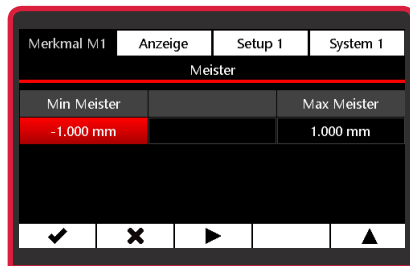 Merkmal M1 Anzeige Setup 1 System 1
Meister
Min Meister Max Meister
-1.000 mm 1.000 mm